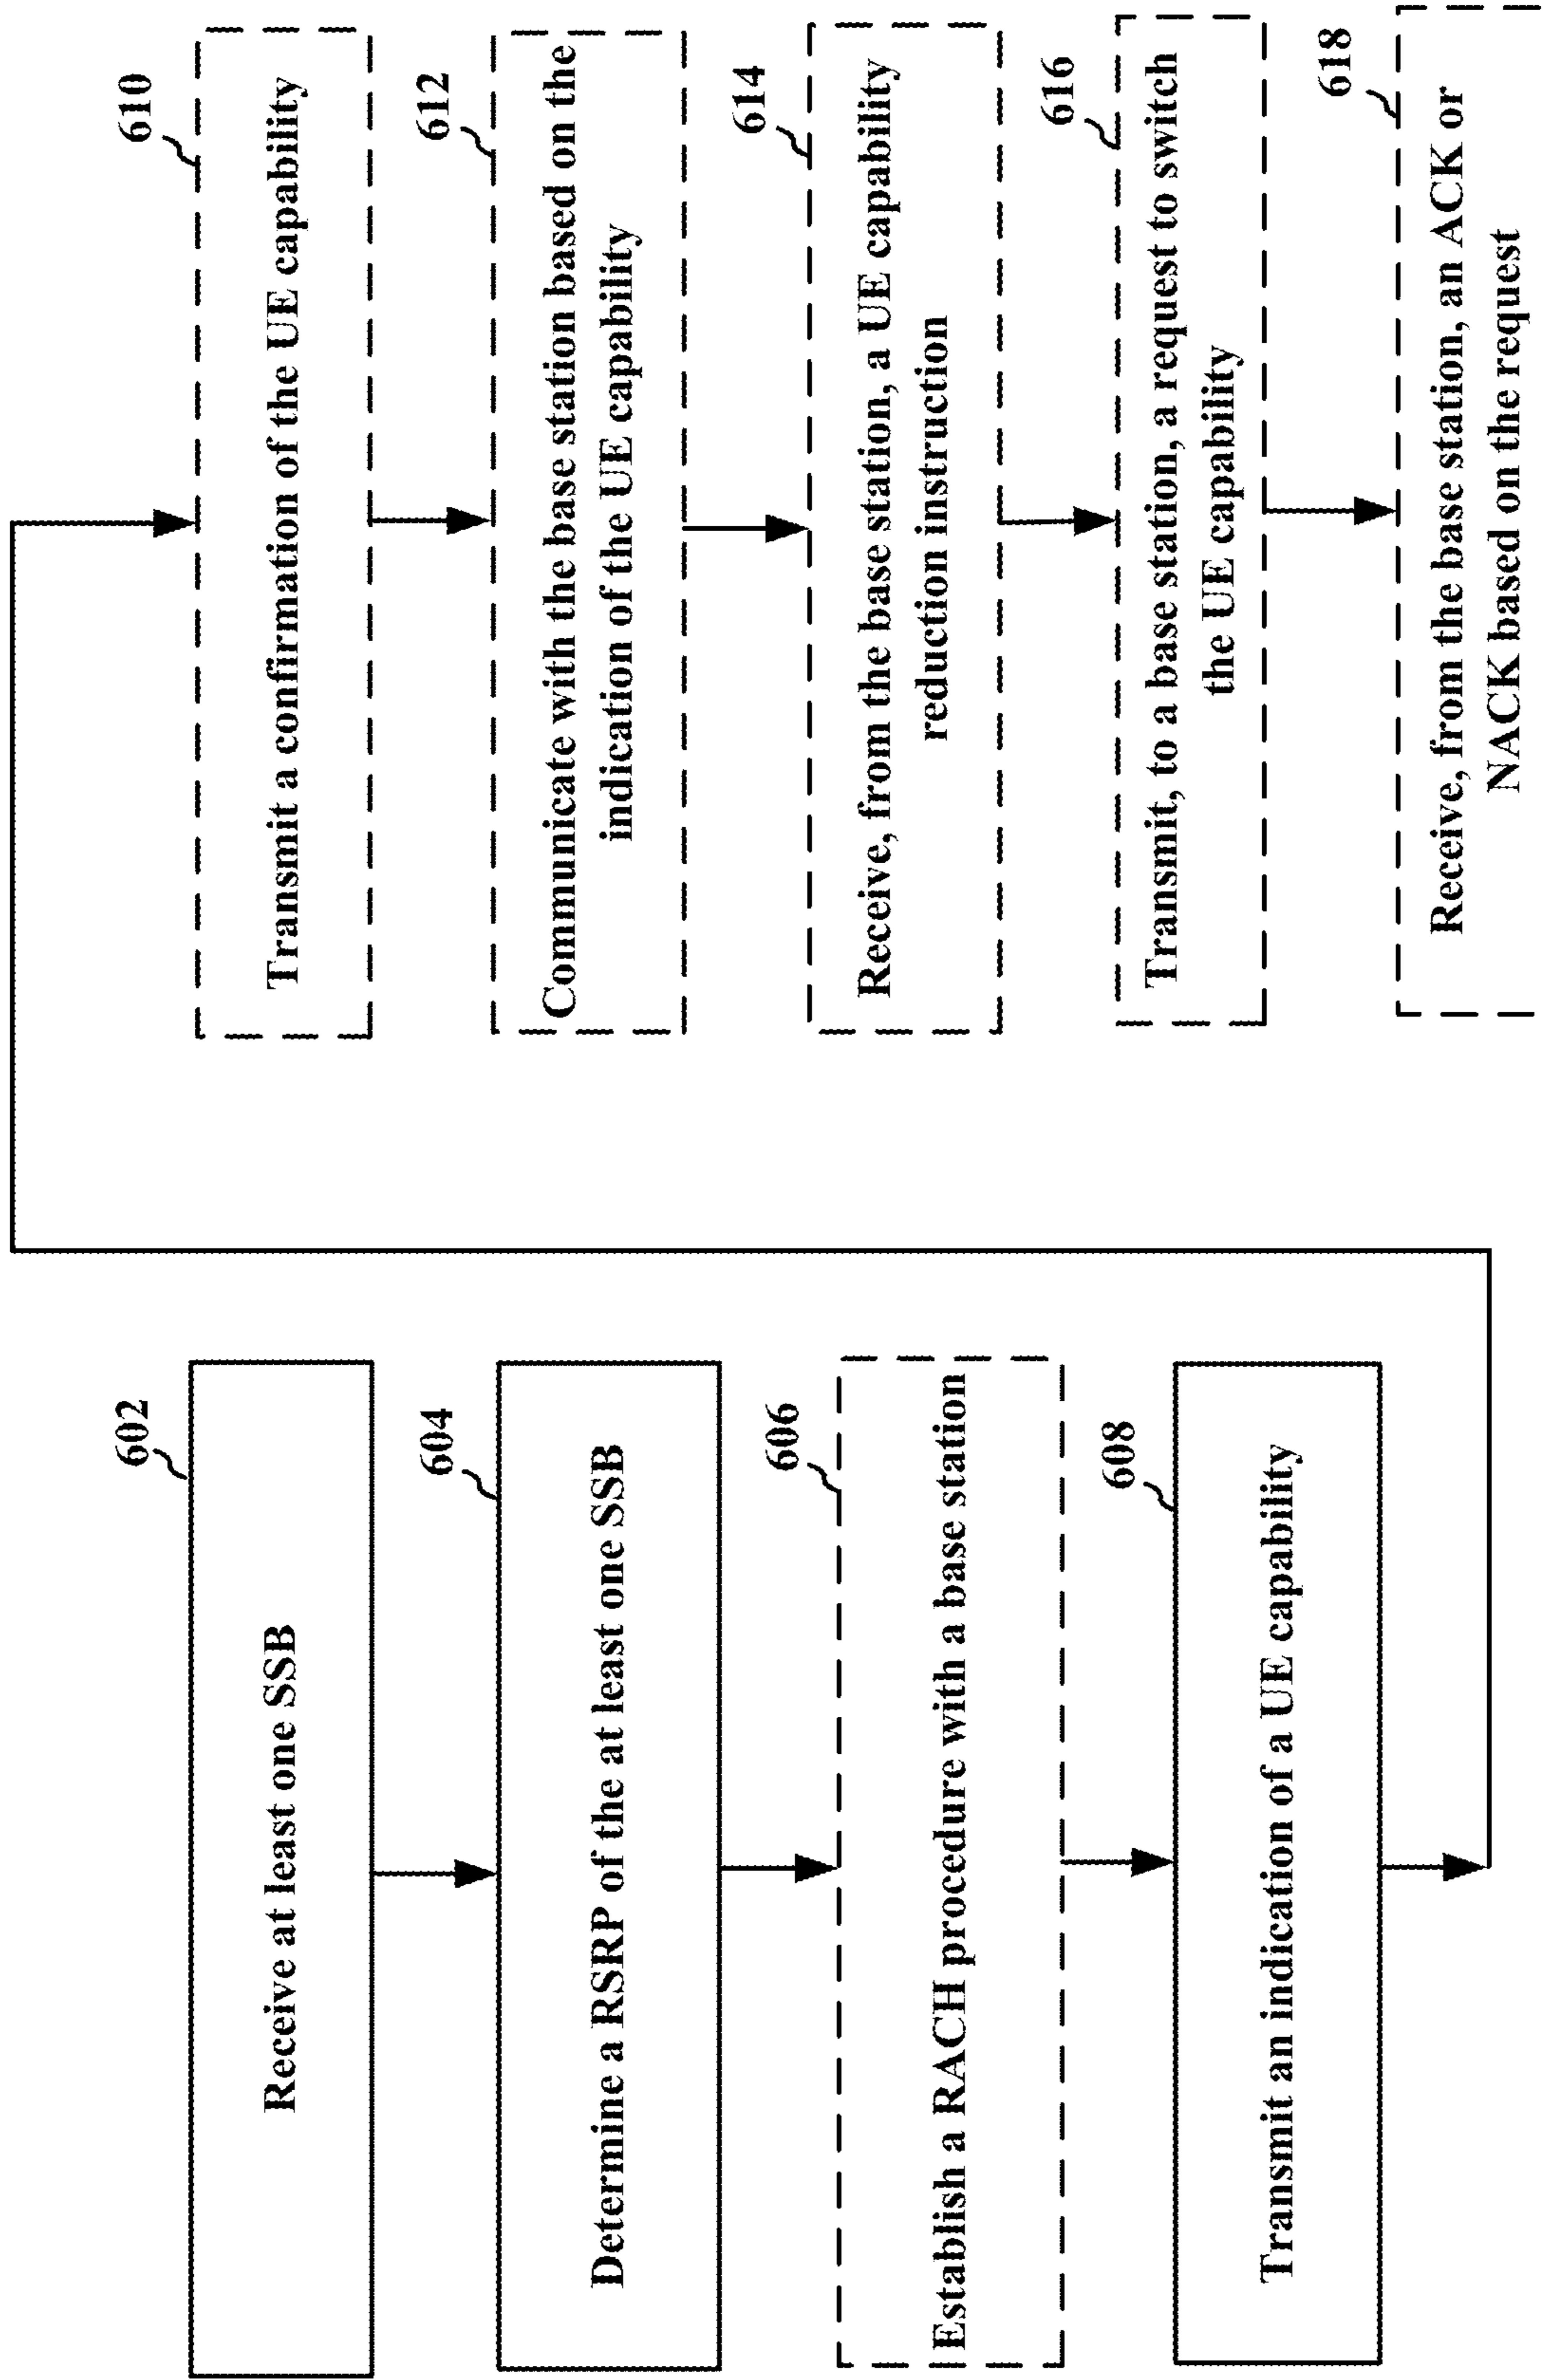 602
Receive at least one SSB
604
Determine a RSRP of the at least one SSB
606
Establish a RACH procedure with a base station
608
Transmit an indication of a UE capability
610
Transmit a confirmation of the UE capability
612
Communicate with the base station based on the
indication of the UE capability
614
Receive, from the base station, a UE capability
reduction instruction
616
Transmit, to a base station, a request to switch
the UE capability
618
Receive, from the base station, an ACK or
NACK based on the request